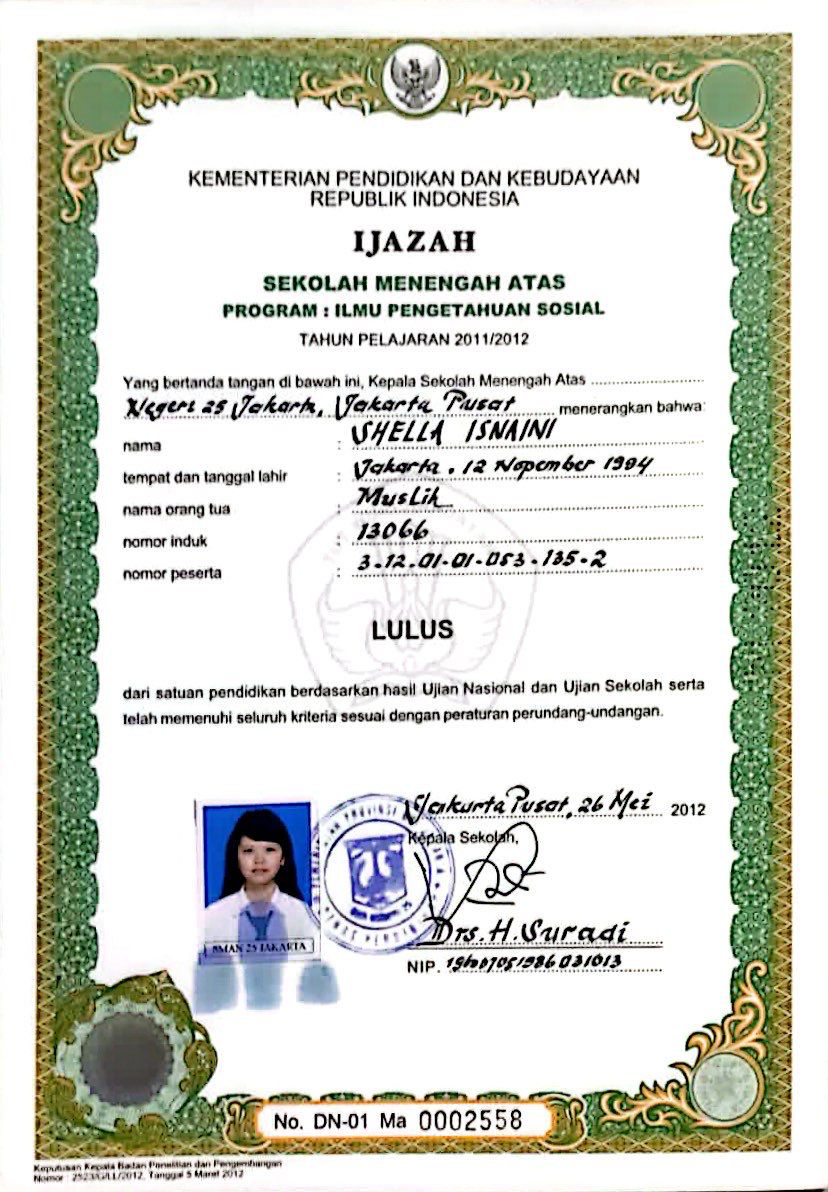 KEMENTERIAN PENDIDIKAN DAN KEBUDAYAAN
REPUBLIK INDONESIA
IJAZAH
SEKOLAH MENENGAH ATAS
PROGRAM : ILMU PENGETAHUAN SOSIAL
TAHUN PELAJARAN 2011/2012
Yang bertanda tangan di bawah ini, Kepala Sekolah Menengah Atas
Negeri 25 Jakarta, Jakarta Pusat menerangkan bahwa:
nama : SHELLA ISNAINI
tempat dan tanggal lahir : Jakarta, 12 Nopember 1994
nama orang tua : Muslih
nomor induk : 13066
nomor peserta : 3-12-01-01-053-135-2
LULUS
dari satuan pendidikan berdasarkan hasil Ujian Nasional dan Ujian Sekolah serta
telah memenuhi seluruh kriteria sesuai dengan peraturan perundang-undangan.
Jakarta Pusat, 26 Mei 2012
Kepala Sekolah,
SMAN 25 JAKARTA
Drs. H. Suradi
NIP.
No. DN-01 Ma 0002558
Keputusan Kepala Badan Penelitian dan Pengembangan
Nomor : 2523/G/LL/2012, Tanggal 5 Maret 2012